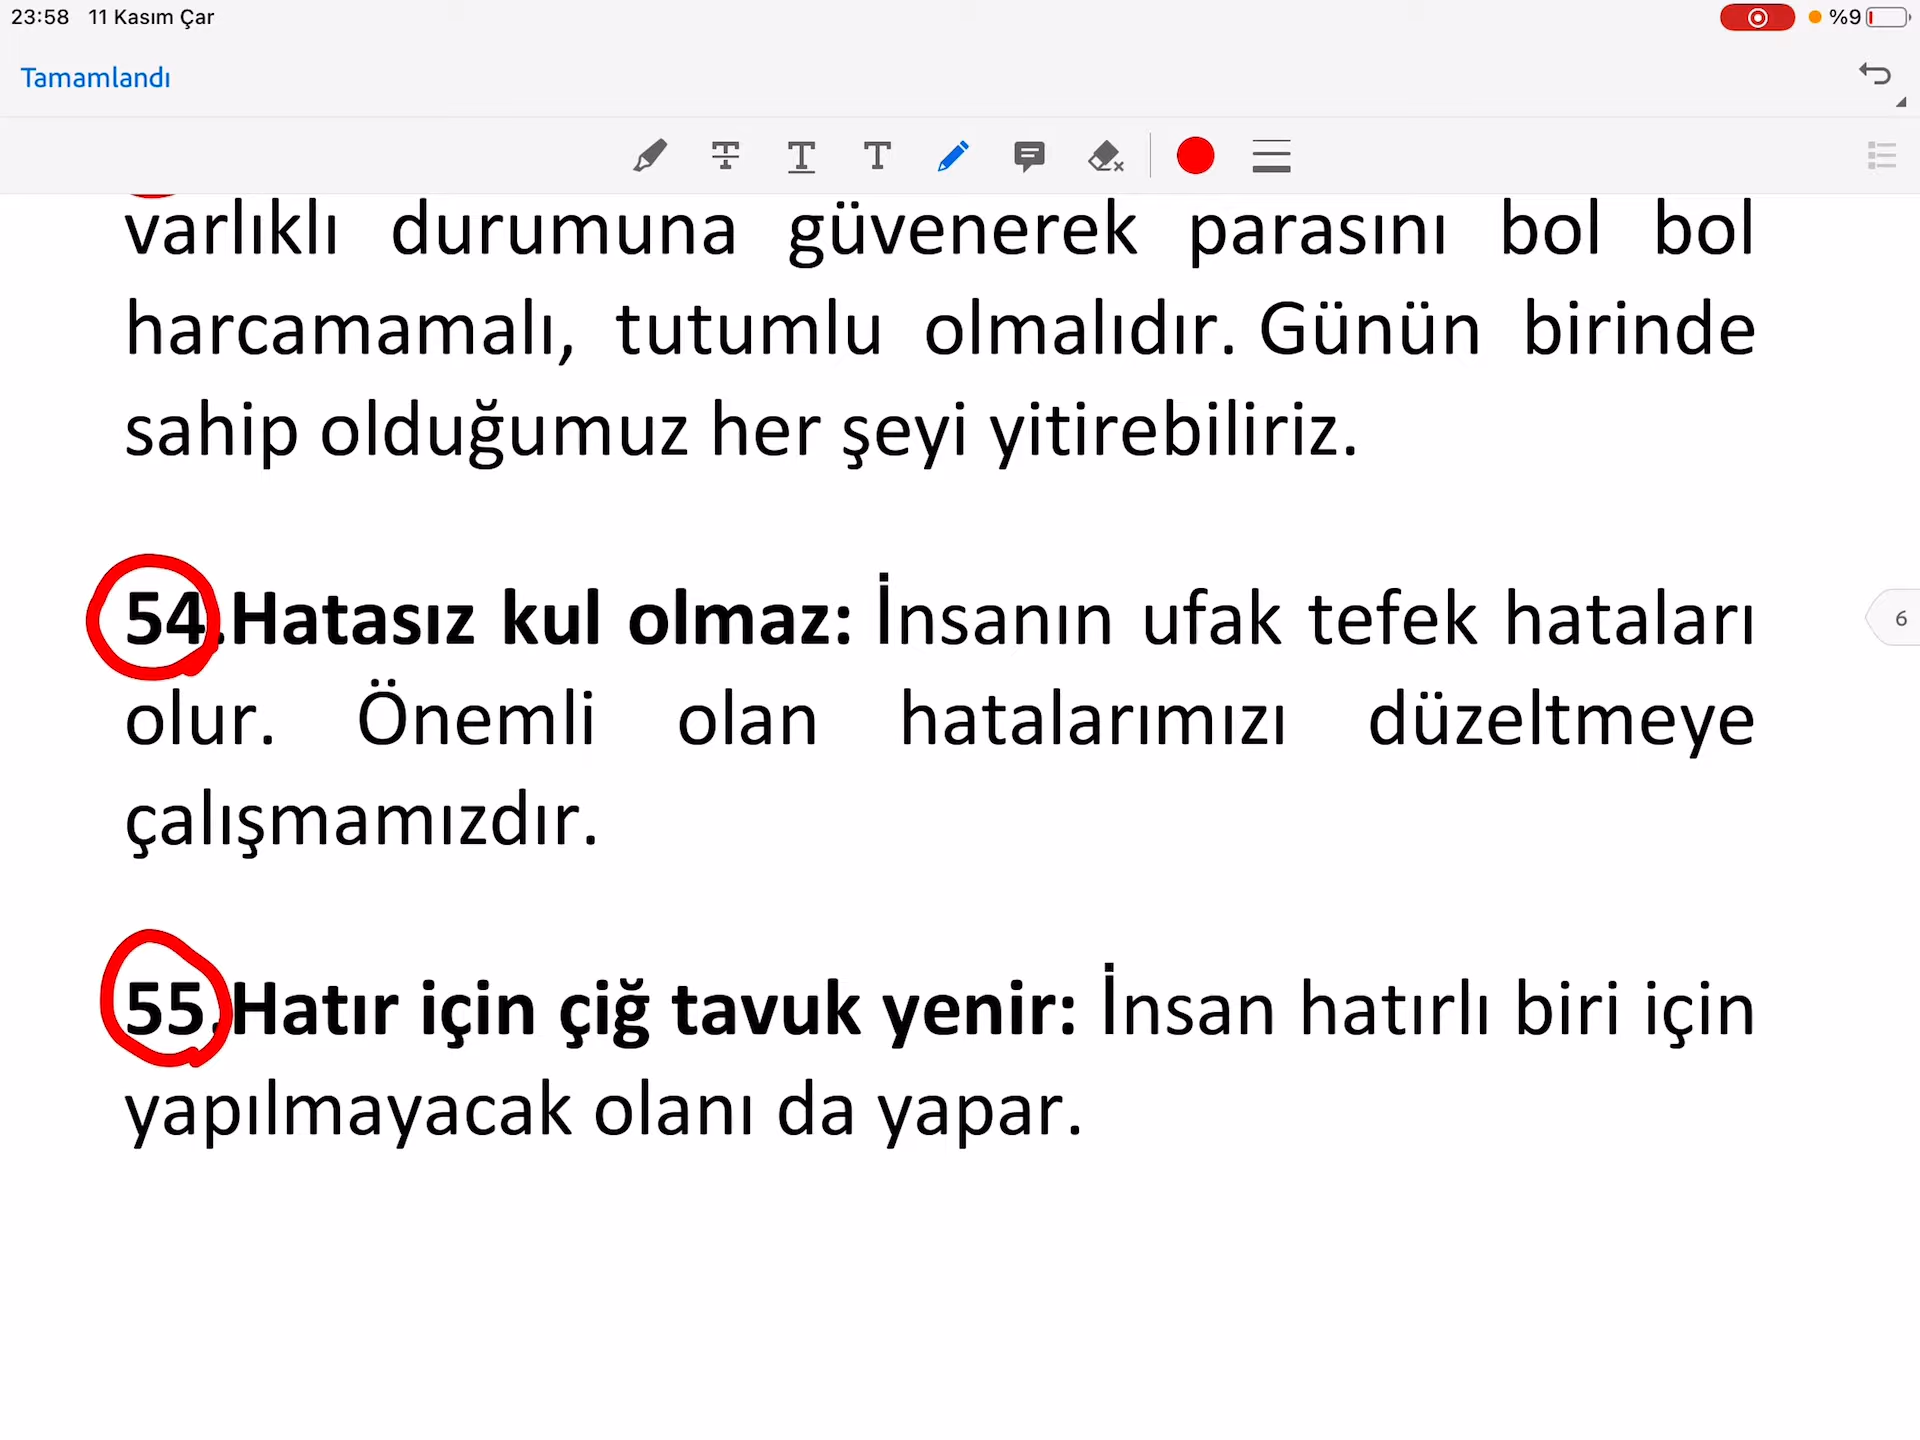 23:58 11 Kasım Çar %9
Tamamlandı
varlıklı durumuna güvenerek parasını bol bol
harcamamalı, tutumlu olmalıdır. Günün birinde
sahip olduğumuz her şeyi yitirebiliriz.
54.Hatasız kul olmaz: İnsanın ufak tefek hataları
6
olur. Önemli olan hatalarımızı düzeltmeye
çalışmamızdır.
55.Hatır için çiğ tavuk yenir: İnsan hatırlı biri için
yapılmayacak olanı da yapar.